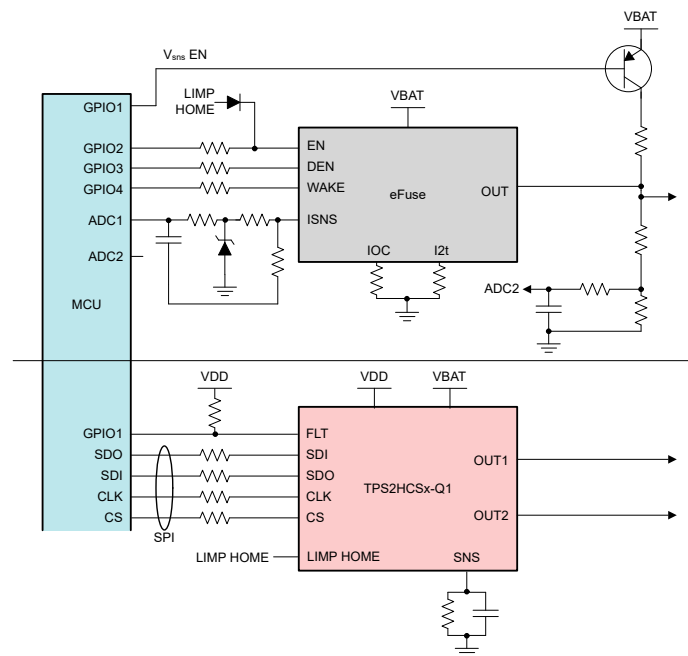 VBAT
Vsns EN
GPIO1
LIMP
HOME
VBAT
GPIO2
EN
GPIO3
DEN
GPIO4
WAKE
eFuse
OUT
ADC1
ISNS
ADC2
IOC
I2t
ADC2
MCU
VDD
VDD
VBAT
GPIO1
FLT
SDO
SDI
OUT1
SDI
SDO
TPS2HCSx-Q1
CLK
CLK
CS
CS
OUT2
SPI
LIMP HOME
LIMP HOME
SNS